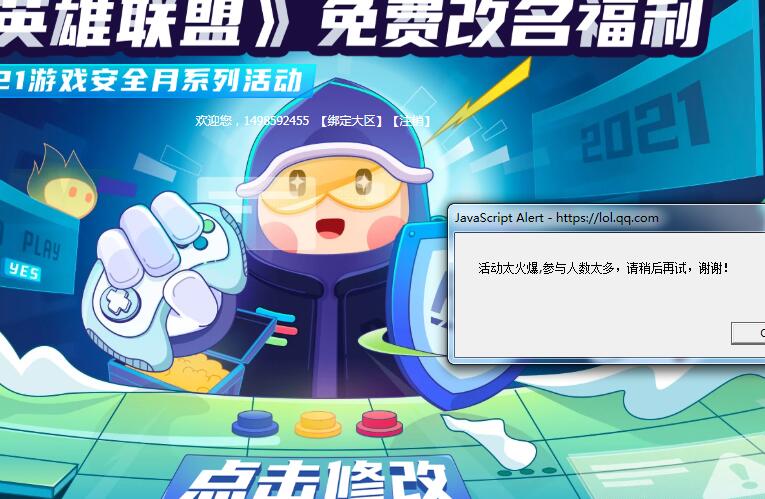 英雄联盟》免费改名福利
21游戏安全月系列活动
欢迎您，1498592455 【绑定大区】【注销】
2021
PLAY
YES
JavaScript Alert - https://lol.qq.com
活动太火爆,参与人数太多，请稍后再试，谢谢！
点击修改